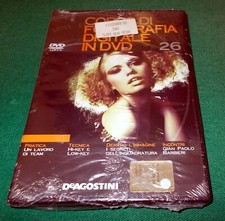 CORSO DI
FOTOGRAFIA
DIGITALE
IN DVD
26
DVD
PRATICA
UN LAVORO
DI TEAM
TECNICA
HI-KEY E
LOW-KEY
DENTRO L'IMMAGINE
I SEGRETI
DELL'INQUADRATURA
INCONTRI
GIAN PAOLO
BARBIERI
DEAGOSTINI